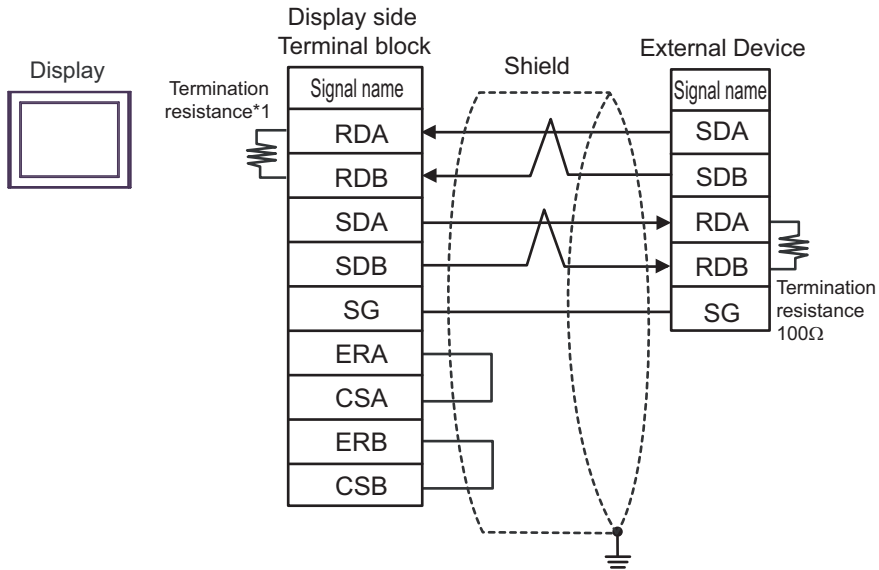 Display
Termination
resistance*1
Display side
Terminal block
Signal name
RDA
RDB
SDA
SDB
SG
ERA
CSA
ERB
CSB
Shield
External Device
Signal name
SDA
SDB
RDA
RDB
SG
Termination
resistance
100Ω